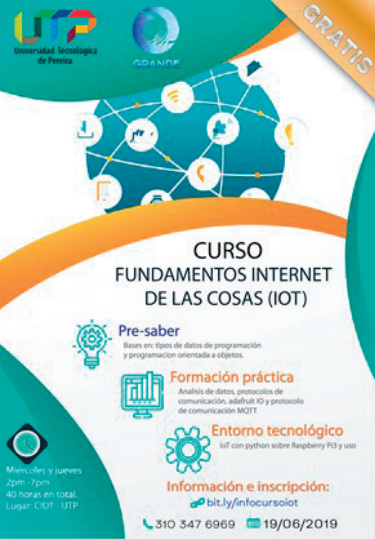 UTP
Universidad Tecnológica
de Pereira
GRANDE
GRATIS
CURSO
FUNDAMENTOS INTERNET
DE LAS COSAS (IOT)
Pre-saber
Bases en: tipos de datos de programación
y programacion orientada a objetos.
Formación práctica
Analisis de datos, protocolos de
comunicación, adafruit IO y protocolo
de comunicación MQTT
Entorno tecnológico
IoT con python sobre Raspberry Pi3 y uso
Miercoles y jueves
2pm -7pm
40 horas en total.
Lugar: CIDT - UTP
Información e inscripción:
bit.ly/infocursoiot
310 347 6969
19/06/2019